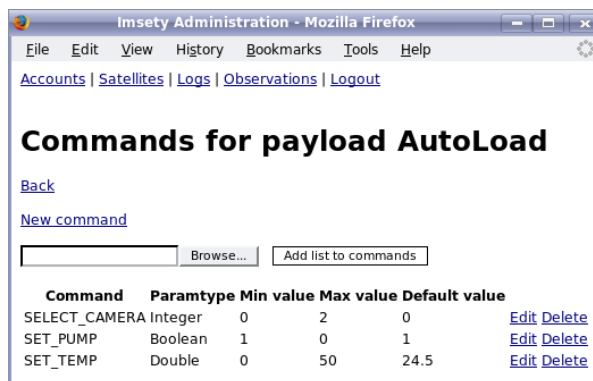 Imsety Administration - Mozilla Firefox
File Edit View History Bookmarks Tools Help
Accounts | Satellites | Logs | Observations | Logout
Commands for payload AutoLoad
Back
New command
Browse... Add list to commands
Command Paramtype Min value Max value Default value
SELECT_CAMERA Integer 0 2 0 Edit Delete
SET_PUMP Boolean 1 0 1 Edit Delete
SET_TEMP Double 0 50 24.5 Edit Delete